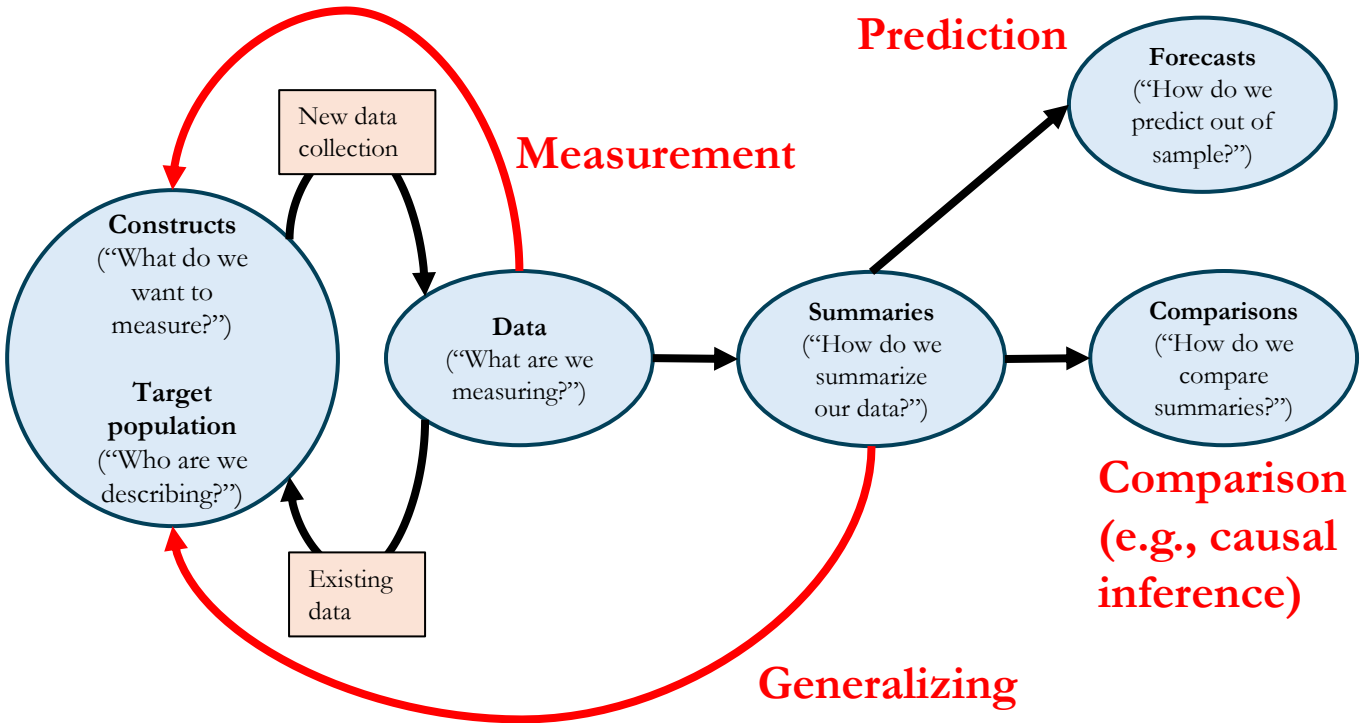 Prediction
Forecasts
(“How do we
predict out of
sample?”)
New data
collection
Measurement
Constructs
(“What do we
want to
measure?”)
Target
population
(“Who are we
describing?”)
Data
(“What are we
measuring?”)
Summaries
(“How do we
summarize
our data?”)
Comparisons
(“How do we
compare
summaries?”)
Comparison
(e.g., causal
inference)
Existing
data
Generalizing